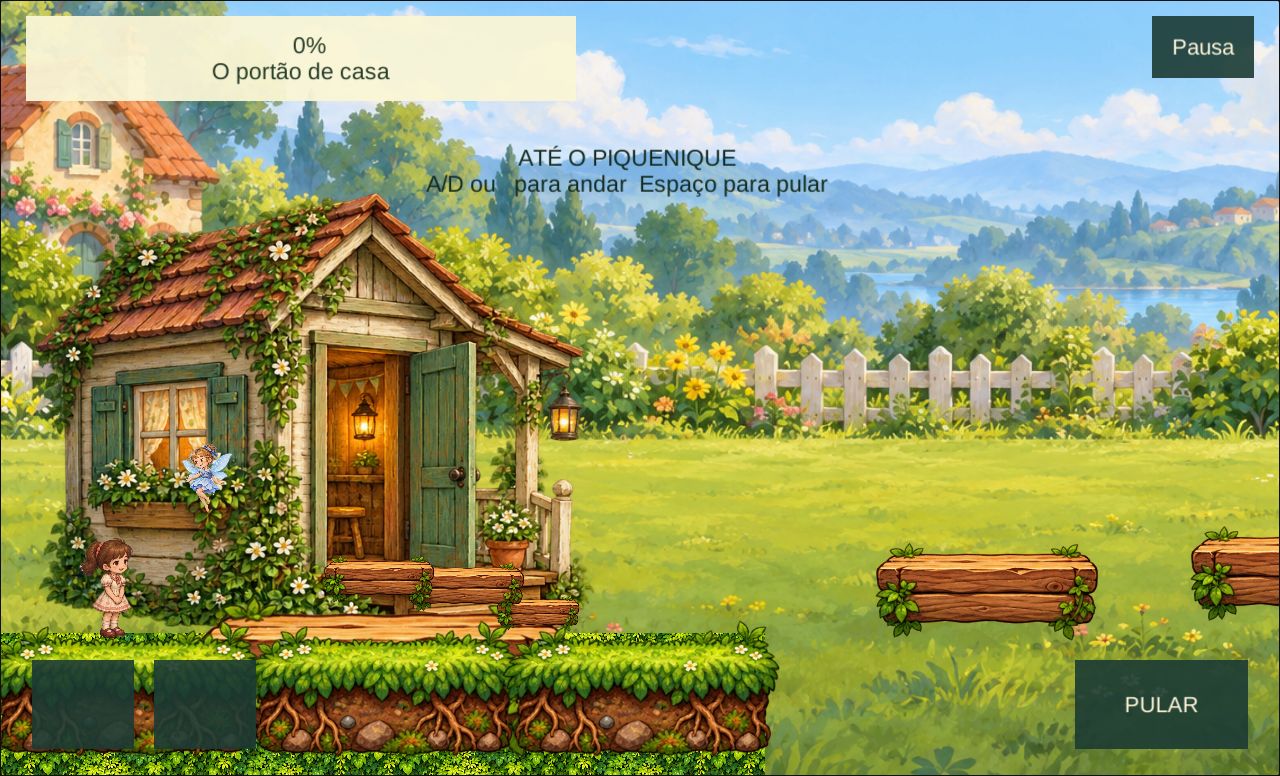 0%
O portão de casa
Pausa
ATÉ O PIQUENIQUE
A/D ou para andar Espaço para pular
PULAR